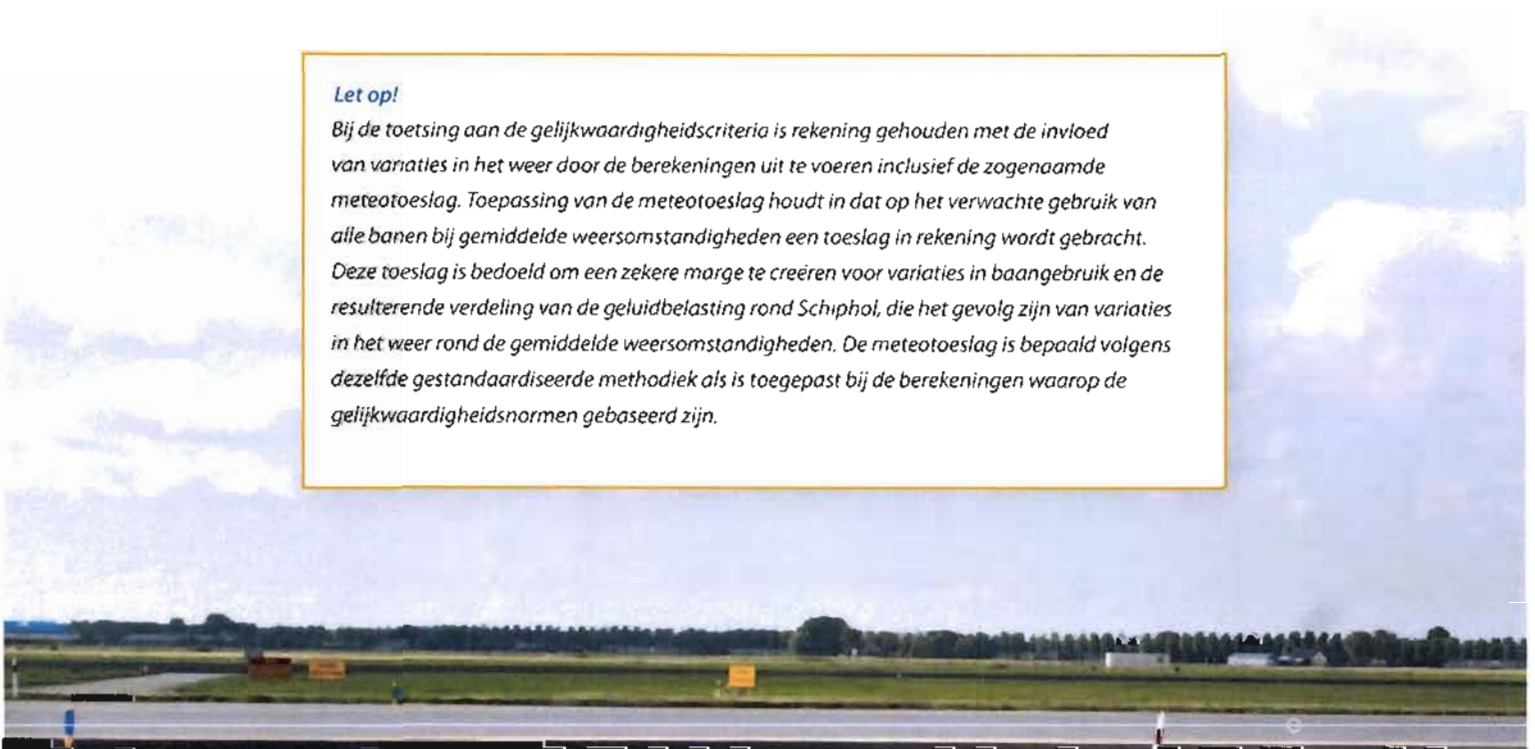 Let op!
Bij de toetsing aan de gelijkwaardigheidscriteria is rekening gehouden met de invloed
van variaties in het weer door de berekeningen uit te voeren inclusief de zogenaamde
meteotoeslag. Toepassing van de meteotoeslag houdt in dat op het verwachte gebruik van
alle banen bij gemiddelde weersomstandigheden een toeslag in rekening wordt gebracht.
Deze toeslag is bedoeld om een zekere marge te creëren voor variaties in baangebruik en de
resulterende verdeling van de geluidbelasting rond Schiphol, die het gevolg zijn van variaties
in het weer rond de gemiddelde weersomstandigheden. De meteotoeslag is bepaald volgens
dezelfde gestandaardiseerde methodiek als is toegepast bij de berekeningen waarop de
gelijkwaardigheidsnormen gebaseerd zijn.